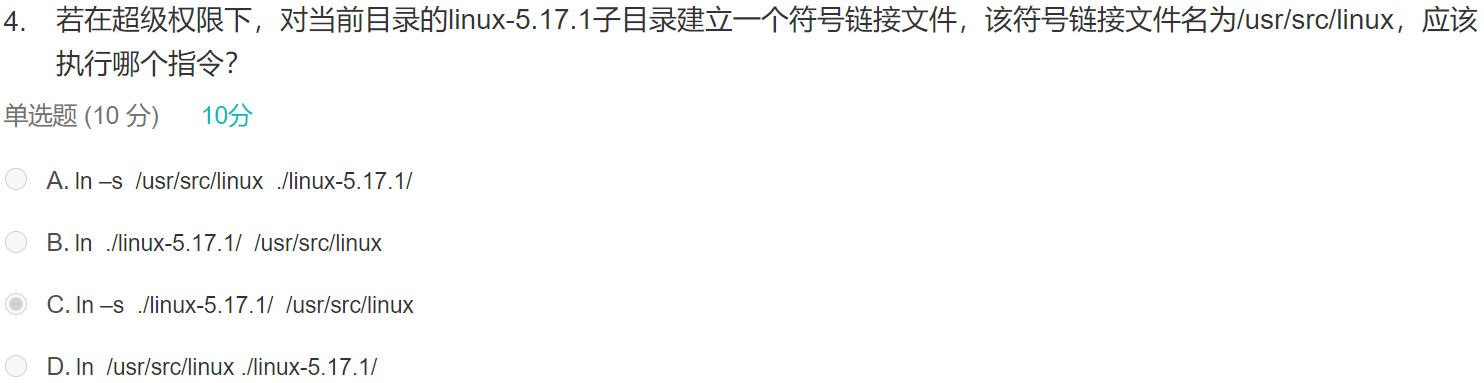 4. 若在超级权限下，对当前目录的linux-5.17.1子目录建立一个符号链接文件，该符号链接文件名为/usr/src/linux，应该
执行哪个指令？
单选题 (10 分) 10分
A. ln –s /usr/src/linux ./linux-5.17.1/
B. ln ./linux-5.17.1/ /usr/src/linux
C. ln –s ./linux-5.17.1/ /usr/src/linux
D. ln /usr/src/linux ./linux-5.17.1/